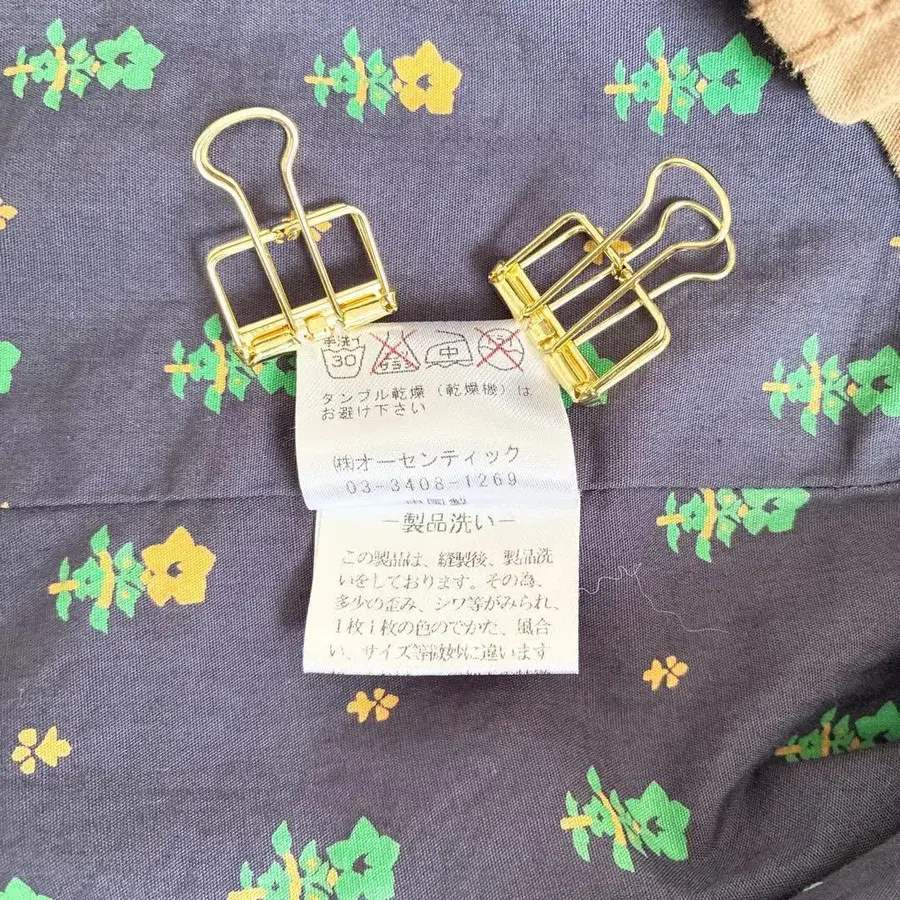 手洗イ
30
サラシ
中
タンブル乾燥(乾燥機)は
お避け下さい
㈱オーセンティック
03-3408-1269
中国製
—製品洗い—
この製品は、縫製後、製品洗
いをしております。その為、
多少の歪み、シワ等がみられ、
1枚1枚の色のでかた、風合
い、サイズ等微妙に違います